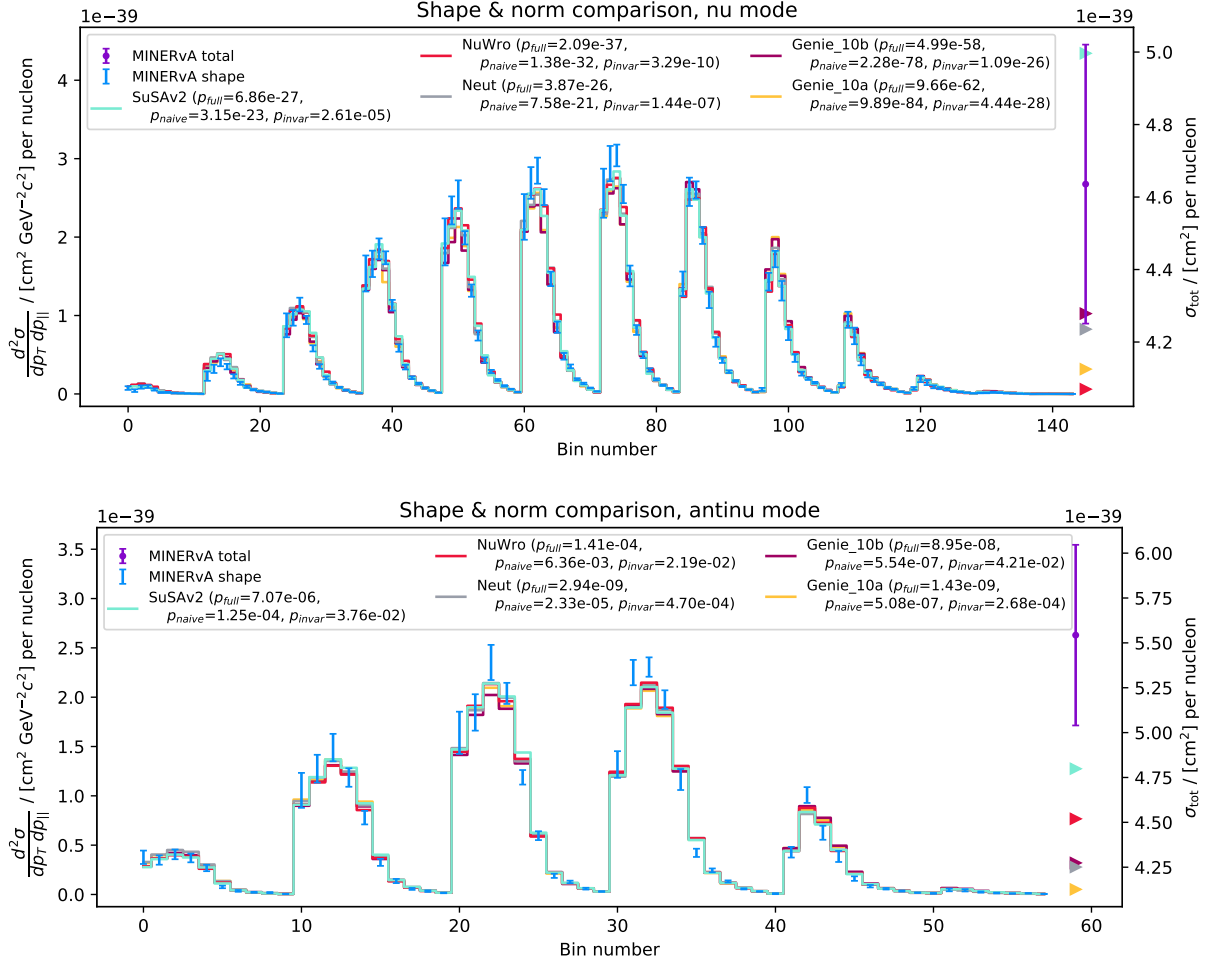 Shape & norm comparison, nu mode
1e−39
1e−39
MINERvA total
MINERvA shape
SuSAv2 (p_full=6.86e-27,
p_naive=3.15e-23, p_invar=2.61e-05)
NuWro (p_full=2.09e-37,
p_naive=1.38e-32, p_invar=3.29e-10)
Neut (p_full=3.87e-26,
p_naive=7.58e-21, p_invar=1.44e-07)
Genie_10b (p_full=4.99e-58,
p_naive=2.28e-78, p_invar=1.09e-26)
Genie_10a (p_full=9.66e-62,
p_naive=9.89e-84, p_invar=4.44e-28)
4
3
2
1
0
d²σ/dp_T dp_|| / [cm² GeV⁻²c²] per nucleon
5.0
4.8
4.6
4.4
4.2
σ_tot / [cm²] per nucleon
0 20 40 60 80 100 120 140
Bin number
Shape & norm comparison, antinu mode
1e−39
1e−39
MINERvA total
MINERvA shape
SuSAv2 (p_full=7.07e-06,
p_naive=1.25e-04, p_invar=3.76e-02)
NuWro (p_full=1.41e-04,
p_naive=6.36e-03, p_invar=2.19e-02)
Neut (p_full=2.94e-09,
p_naive=2.33e-05, p_invar=4.70e-04)
Genie_10b (p_full=8.95e-08,
p_naive=5.54e-07, p_invar=4.21e-02)
Genie_10a (p_full=1.43e-09,
p_naive=5.08e-07, p_invar=2.68e-04)
3.5
3.0
2.5
2.0
1.5
1.0
0.5
0.0
d²σ/dp_T dp_|| / [cm² GeV⁻²c²] per nucleon
6.00
5.75
5.50
5.25
5.00
4.75
4.50
4.25
σ_tot / [cm²] per nucleon
0 10 20 30 40 50 60
Bin number